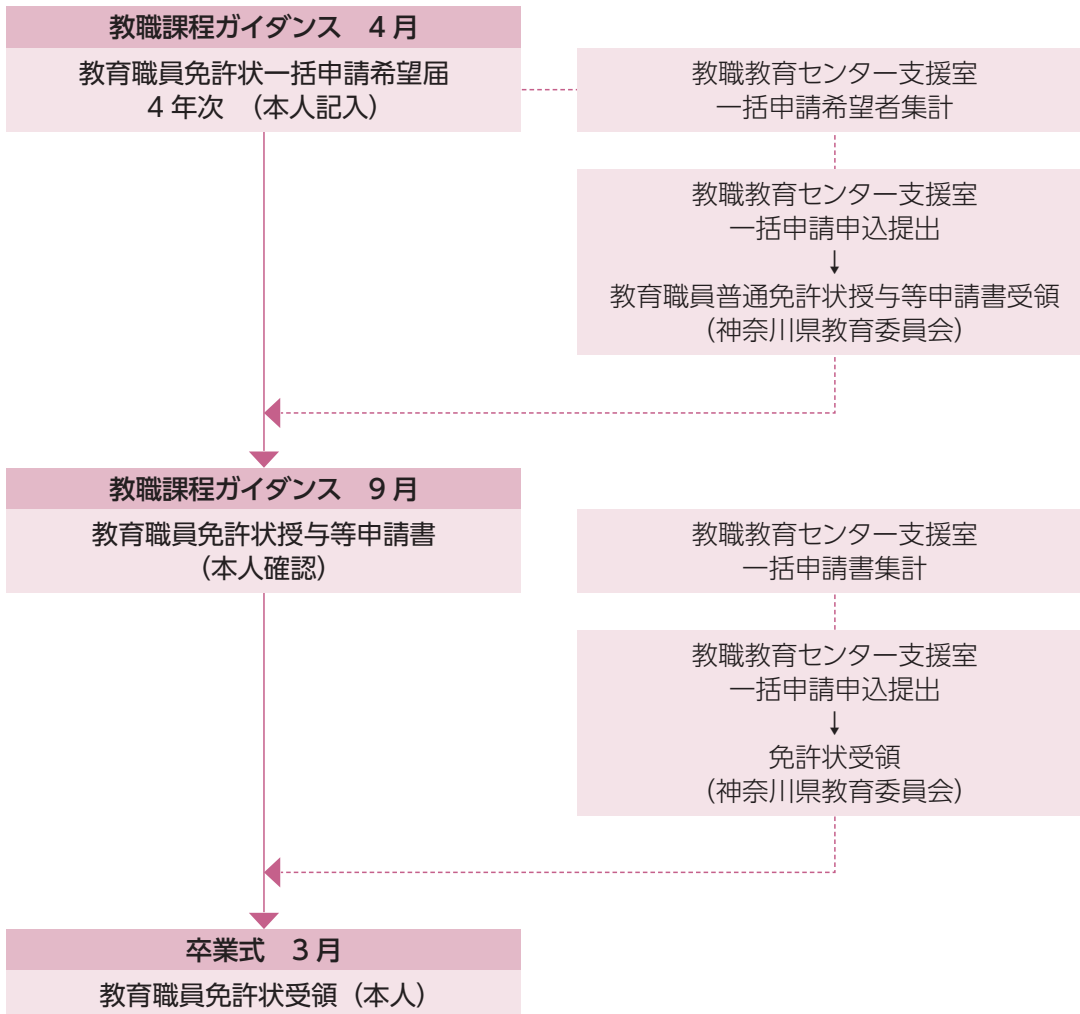 教職課程ガイダンス　4月
教育職員免許状一括申請希望届
4年次　（本人記入）
教職教育センター支援室
一括申請希望者集計
教職教育センター支援室
一括申請申込提出
↓
教育職員普通免許状授与等申請書受領
（神奈川県教育委員会）
教職課程ガイダンス　9月
教育職員免許状授与等申請書
（本人確認）
教職教育センター支援室
一括申請書集計
教職教育センター支援室
一括申請申込提出
↓
免許状受領
（神奈川県教育委員会）
卒業式　3月
教育職員免許状受領（本人）